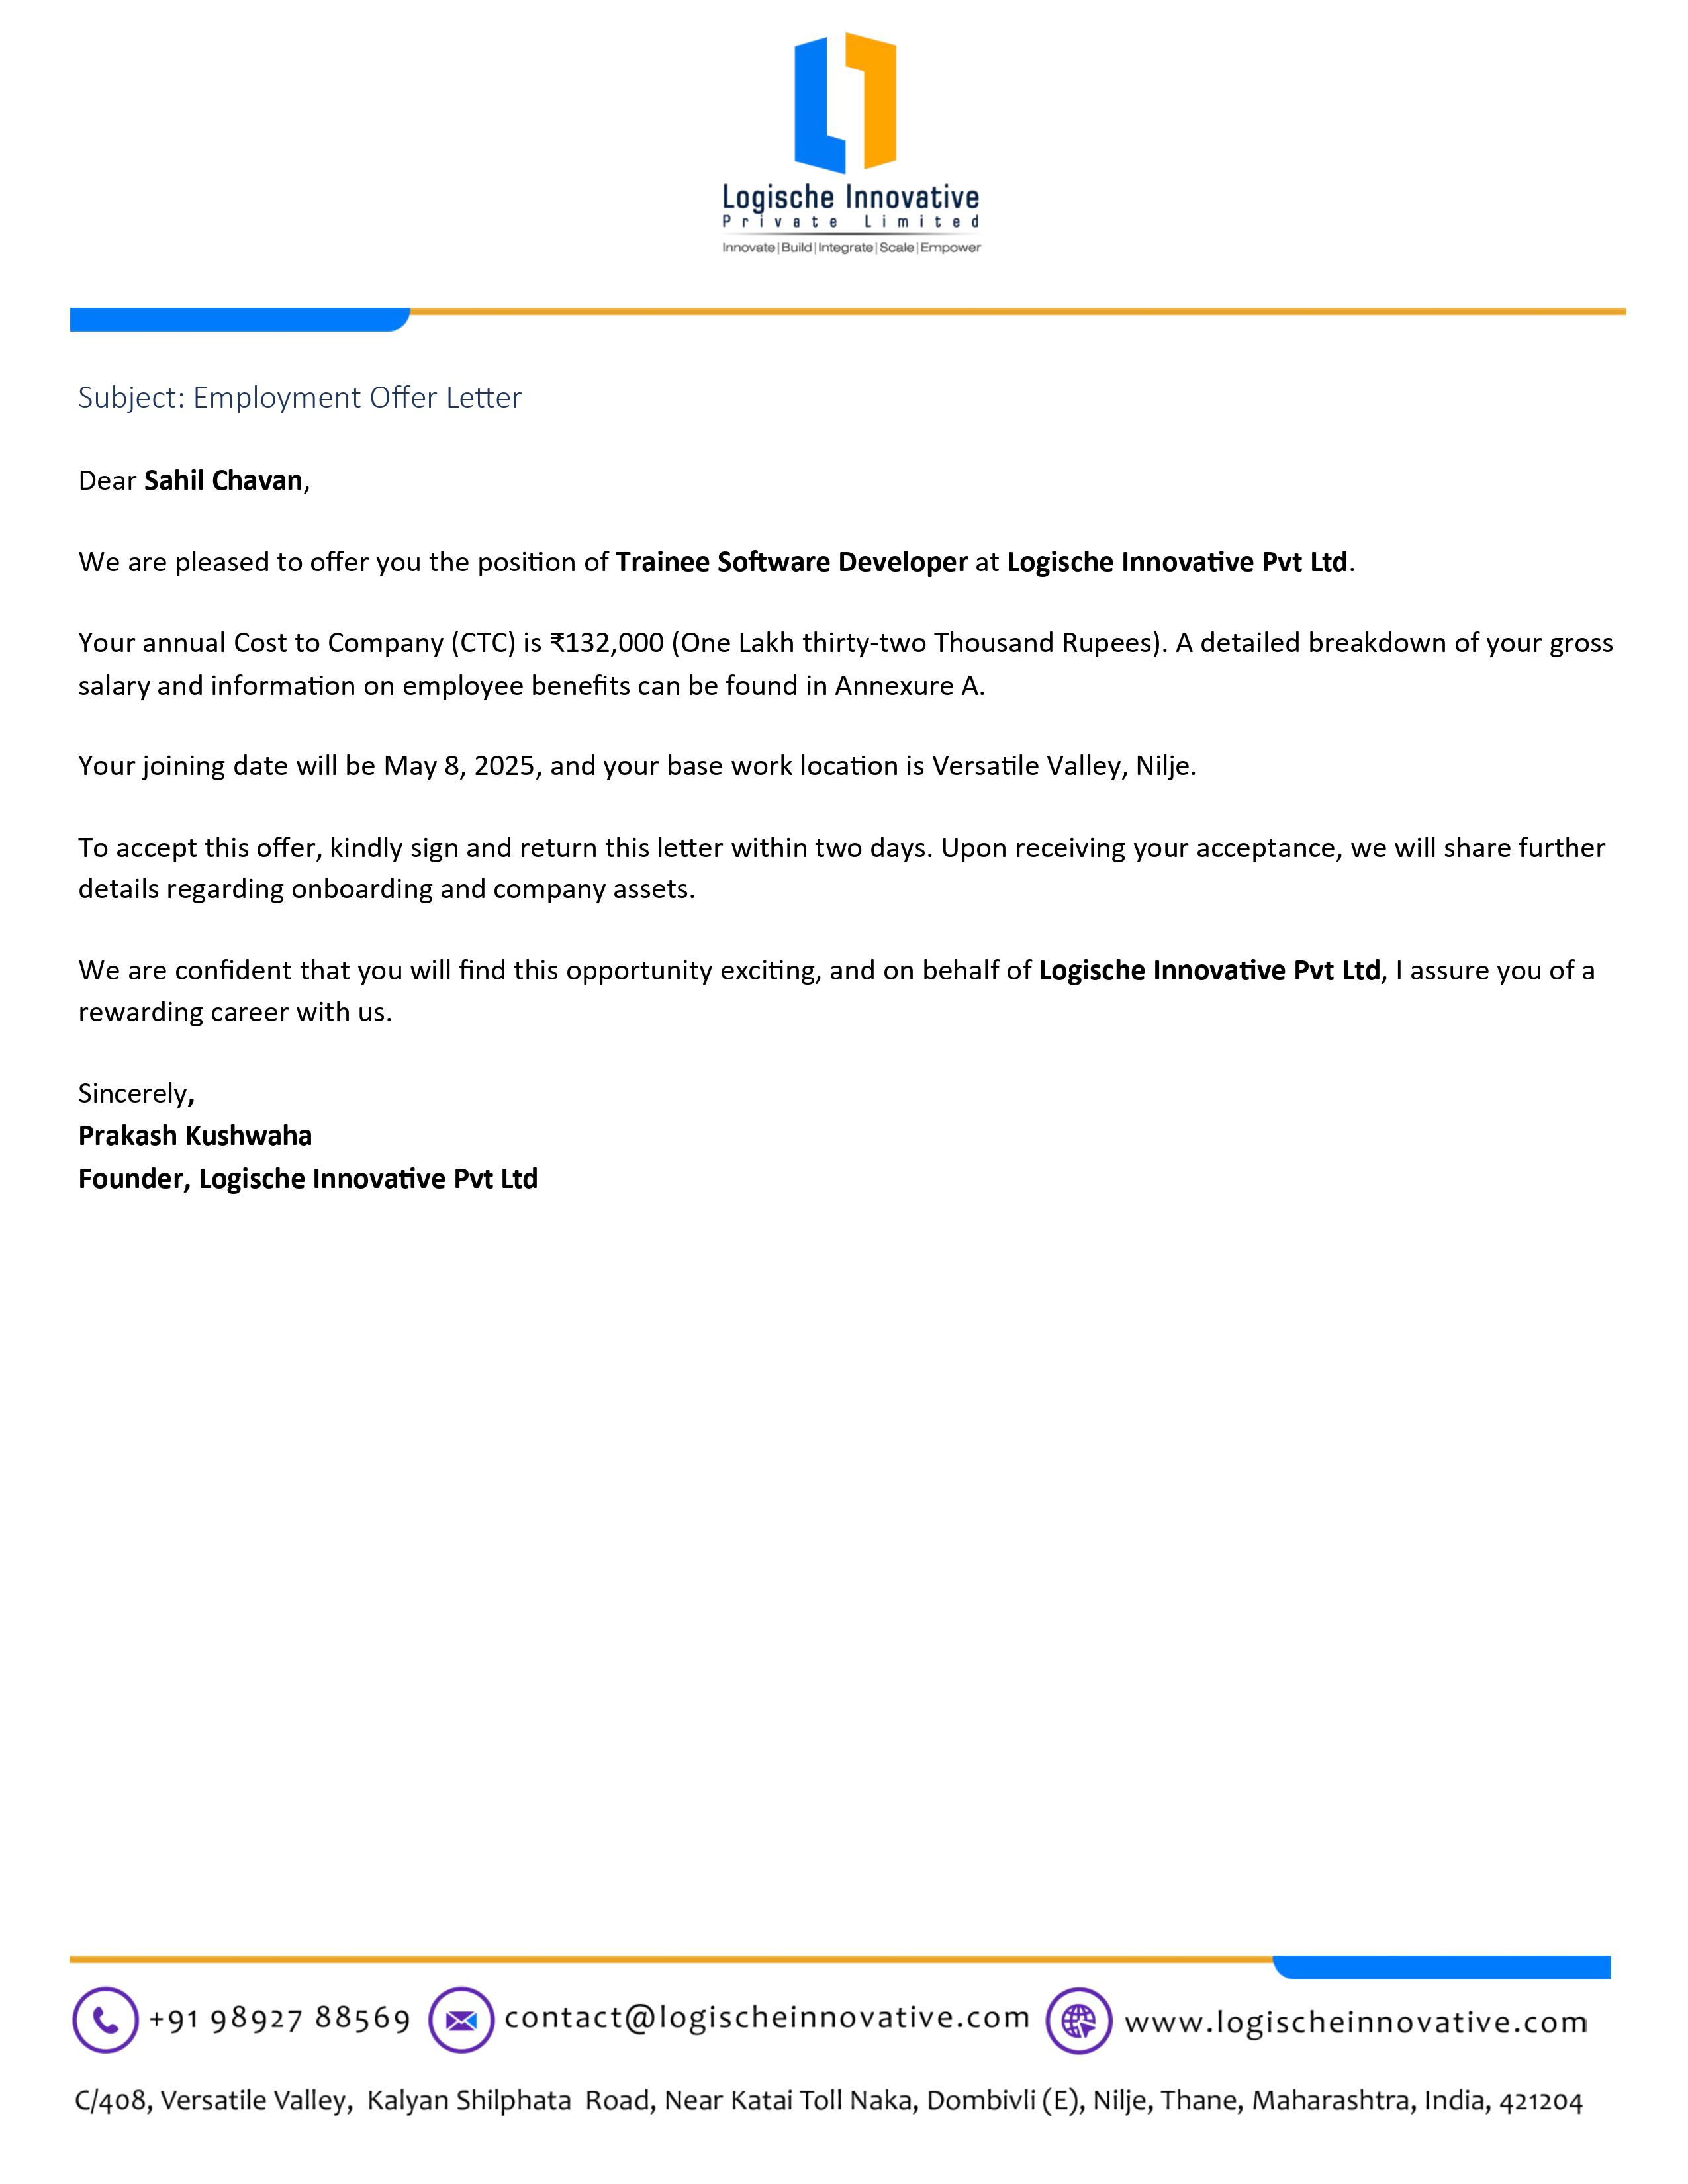 Logische Innovative
Private Limited
Innovate|Build|Integrate|Scale|Empower
Subject: Employment Offer Letter
Dear Sahil Chavan,
We are pleased to offer you the position of Trainee Software Developer at Logische Innovative Pvt Ltd.
Your annual Cost to Company (CTC) is ₹132,000 (One Lakh thirty-two Thousand Rupees). A detailed breakdown of your gross
salary and information on employee benefits can be found in Annexure A.
Your joining date will be May 8, 2025, and your base work location is Versatile Valley, Nilje.
To accept this offer, kindly sign and return this letter within two days. Upon receiving your acceptance, we will share further
details regarding onboarding and company assets.
We are confident that you will find this opportunity exciting, and on behalf of Logische Innovative Pvt Ltd, I assure you of a
rewarding career with us.
Sincerely,
Prakash Kushwaha
Founder, Logische Innovative Pvt Ltd
+91 98927 88569 contact@logischeinnovative.com www.logischeinnovative.com
C/408, Versatile Valley, Kalyan Shilphata Road, Near Katai Toll Naka, Dombivli (E), Nilje, Thane, Maharashtra, India, 421204